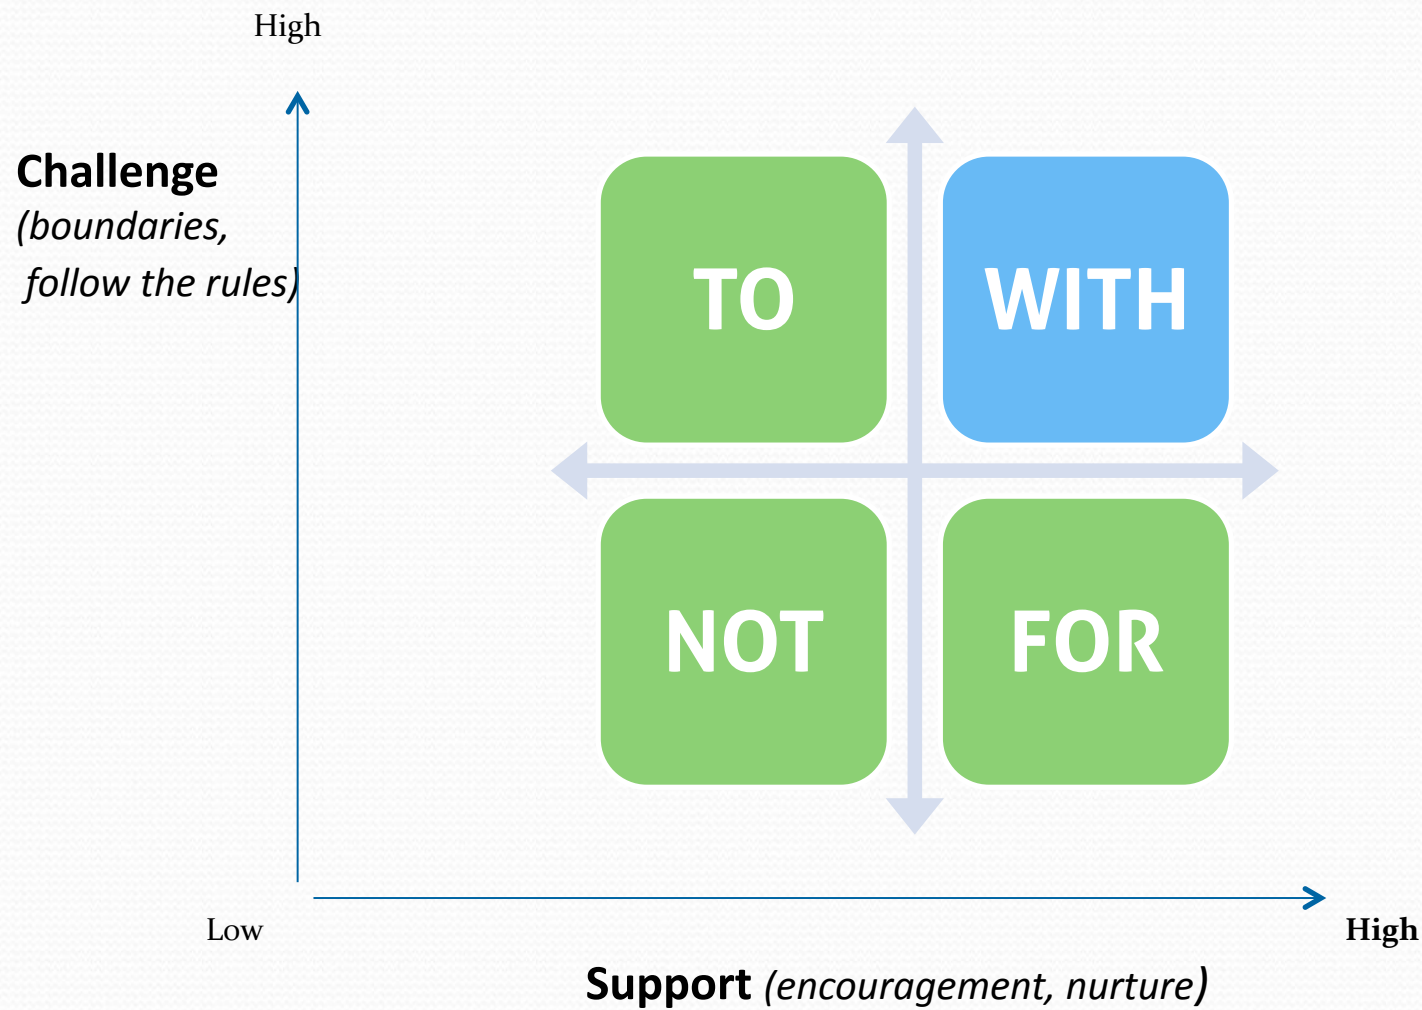 High
Challenge
(boundaries,
follow the rules)
TO
WITH
NOT
FOR
Low
High
Support (encouragement, nurture)